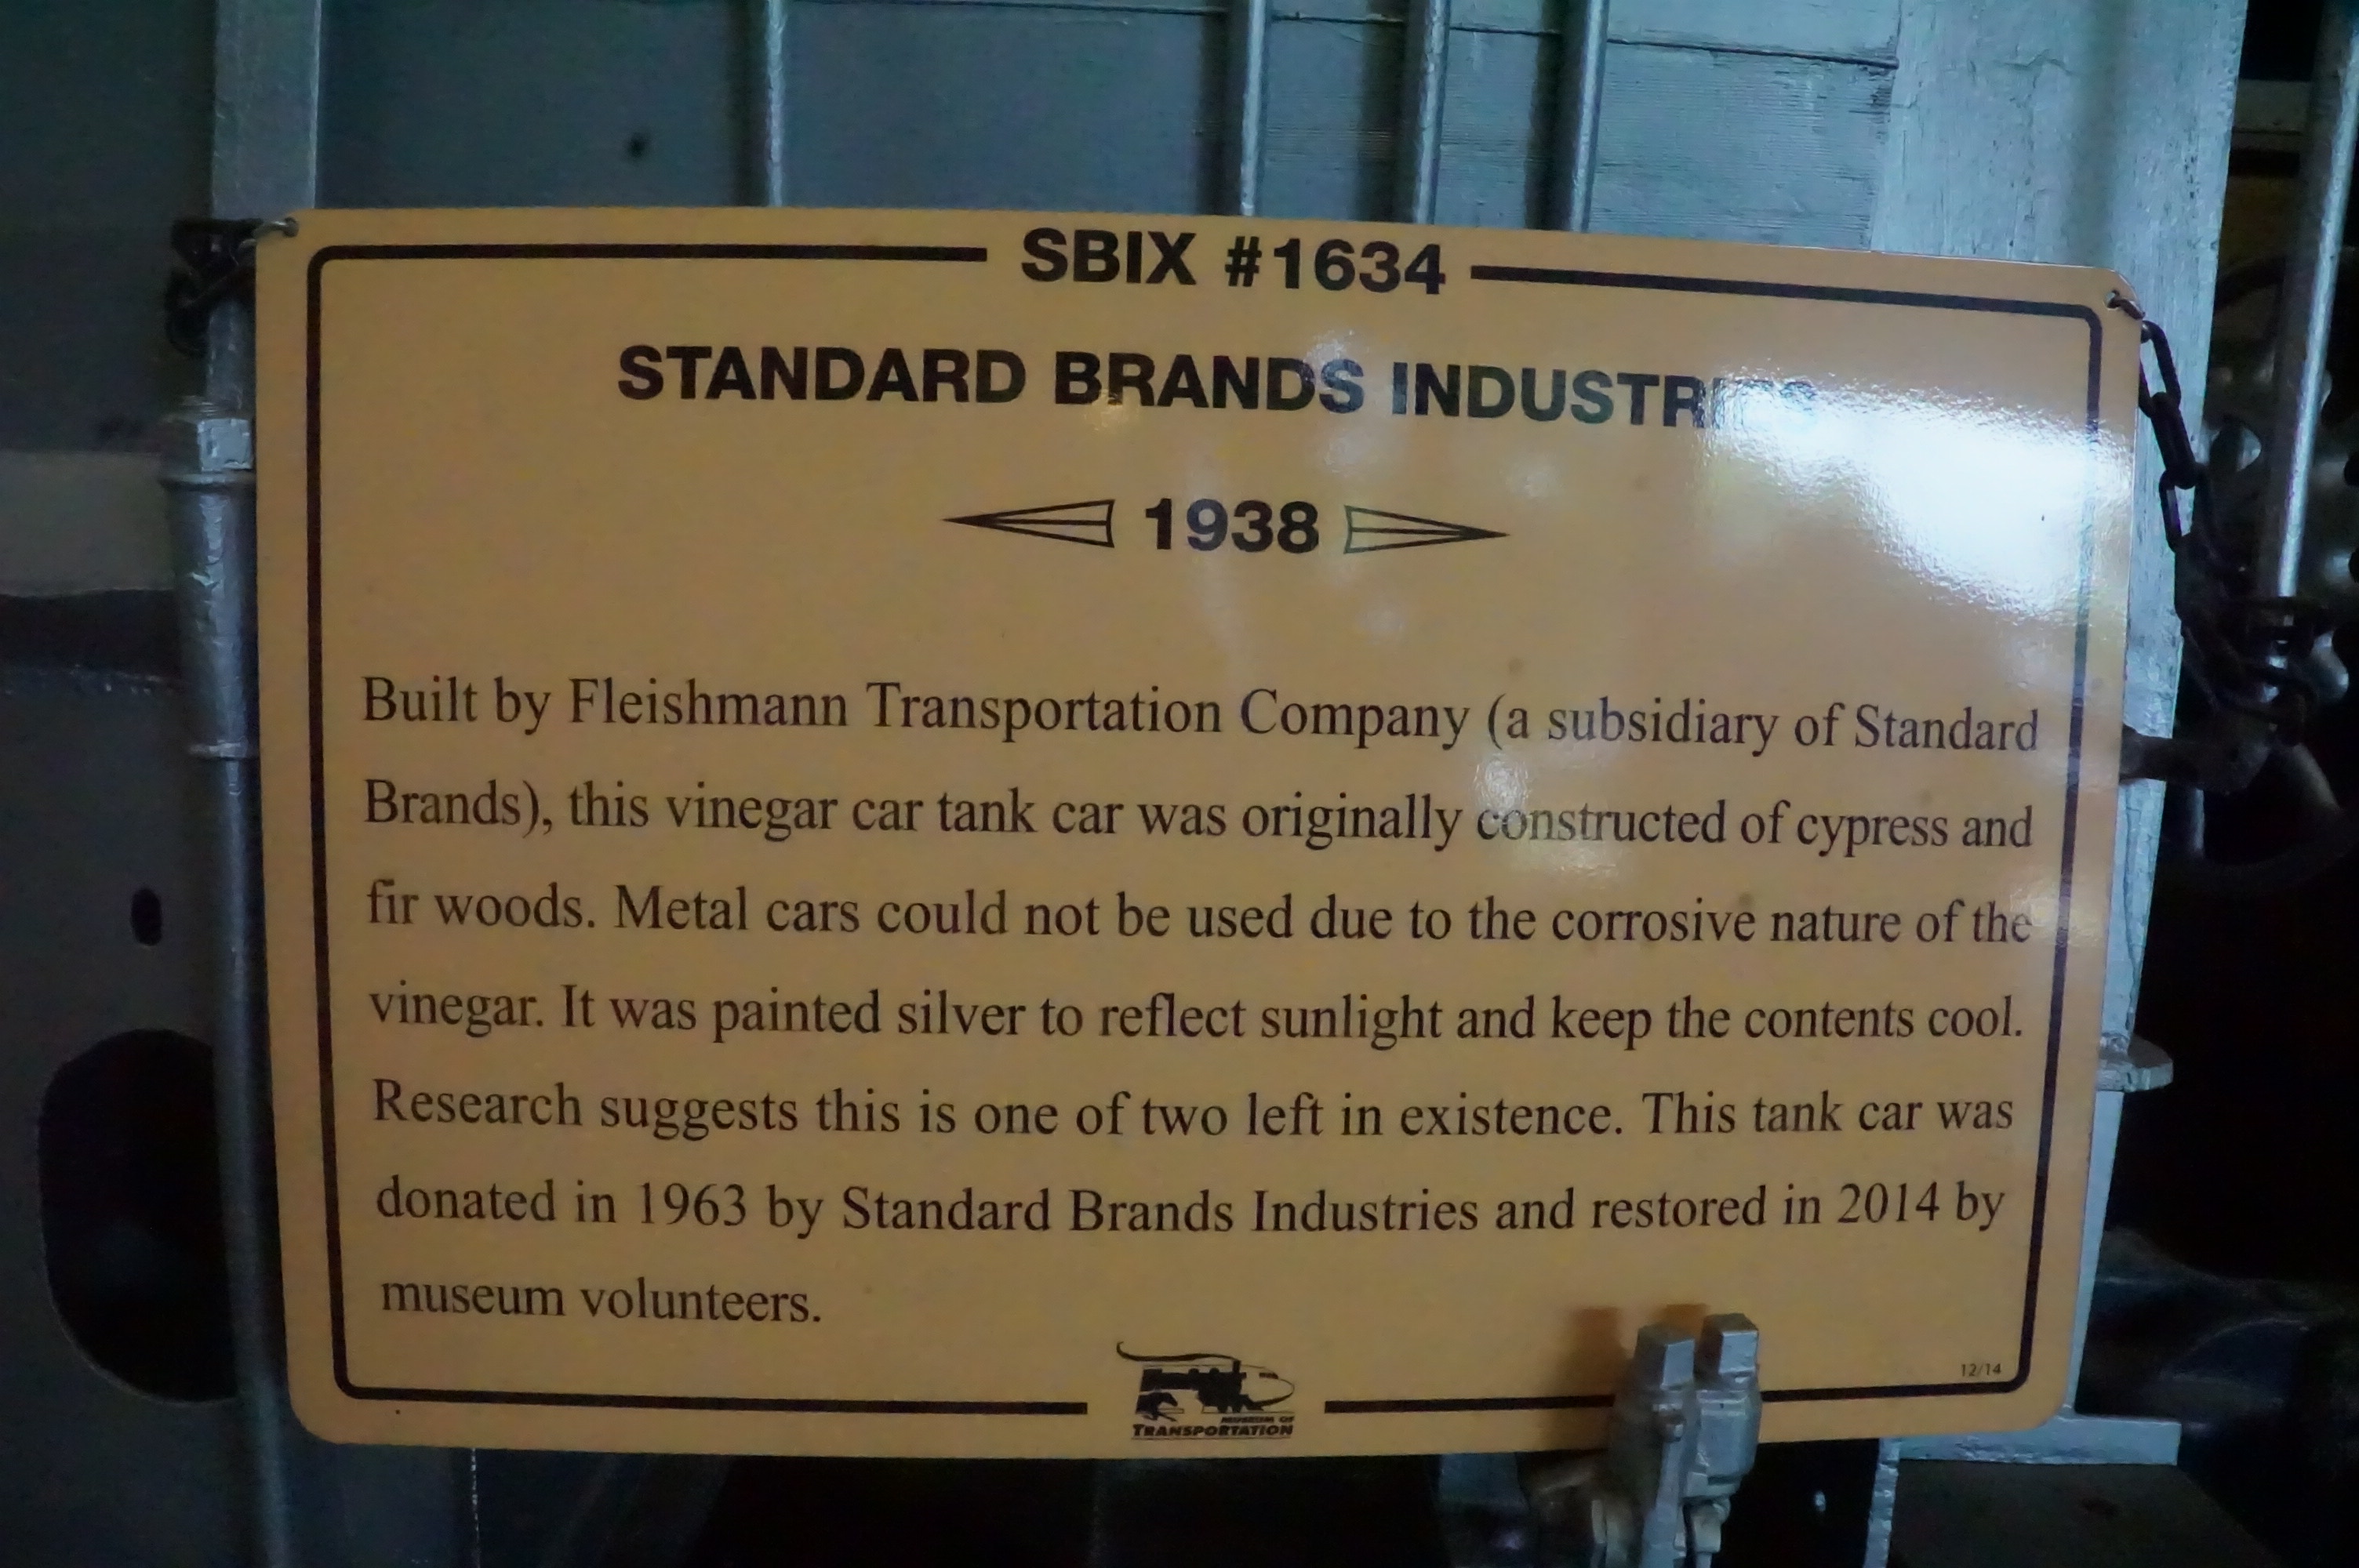 SBIX #1634
STANDARD BRANDS INDUSTRIES
1938
Built by Fleishmann Transportation Company (a subsidiary of Standard
Brands), this vinegar car tank car was originally constructed of cypress and
fir woods. Metal cars could not be used due to the corrosive nature of the
vinegar. It was painted silver to reflect sunlight and keep the contents cool.
Research suggests this is one of two left in existence. This tank car was
donated in 1963 by Standard Brands Industries and restored in 2014 by
museum volunteers.
12/14
MUSEUM OF
TRANSPORTATION